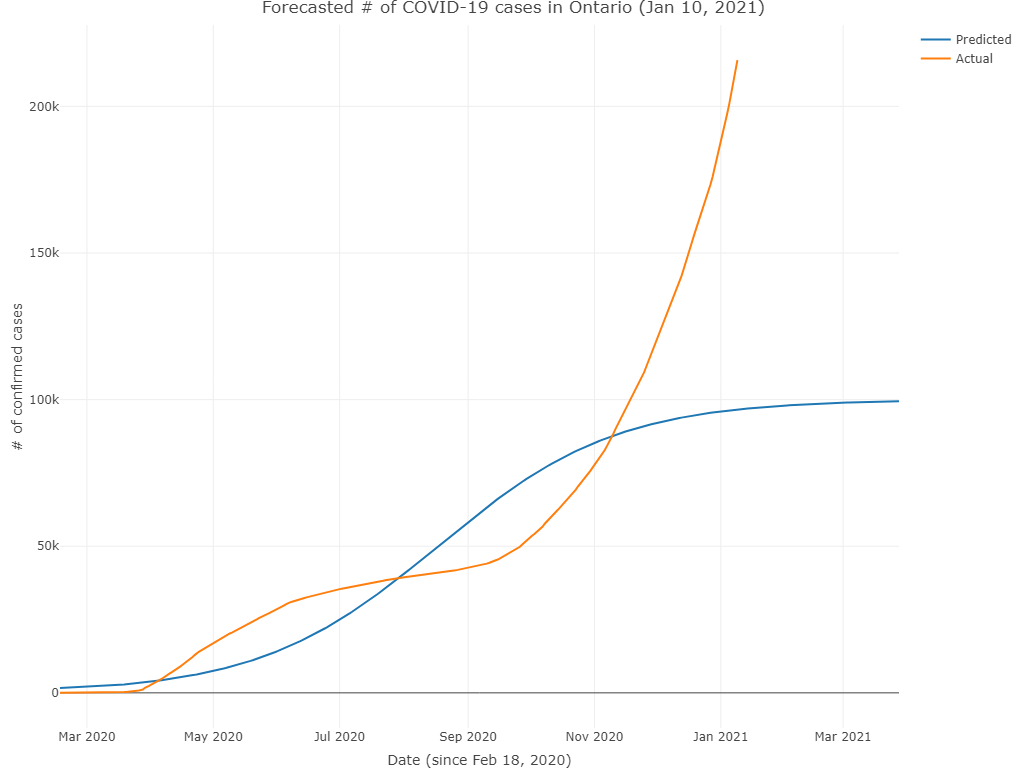 Forecasted # of COVID-19 cases in Ontario (Jan 10, 2021)
Predicted
Actual
200k
150k
100k
50k
0
# of confirmed cases
Mar 2020
May 2020
Jul 2020
Sep 2020
Nov 2020
Jan 2021
Mar 2021
Date (since Feb 18, 2020)